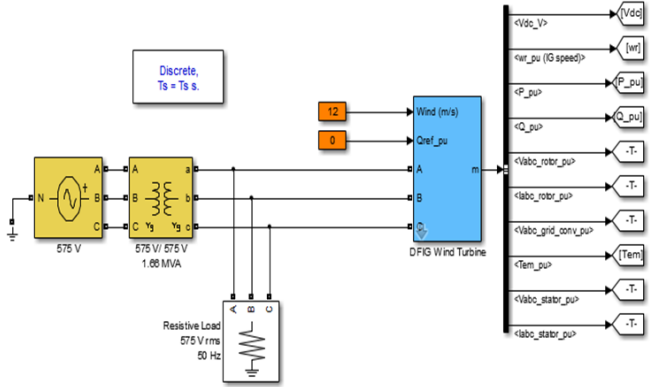 Discrete,
Ts = Ts s.
12
0
Wind (m/s)
Qref_pu
A
B
C
m
DFIG Wind Turbine
N
A
B
C
575 V
A
B
C
a
b
c
Yg
Yg
575 V/ 575 V
1.66 MVA
A
B
C
Resistive Load
575 V rms
50 Hz
<Vdc_V>
[Vdc]
<wr_pu (IG speed)>
[wr]
<P_pu>
[P_pu]
<Q_pu>
Q_pu]
<Vabc_rotor_pu>
-T-
<Iabc_rotor_pu>
-T-
<Vabc_grid_conv_pu>
-T-
<Tem_pu>
[Tem]
<Vabc_stator_pu>
-T-
<Iabc_stator_pu>
-T-